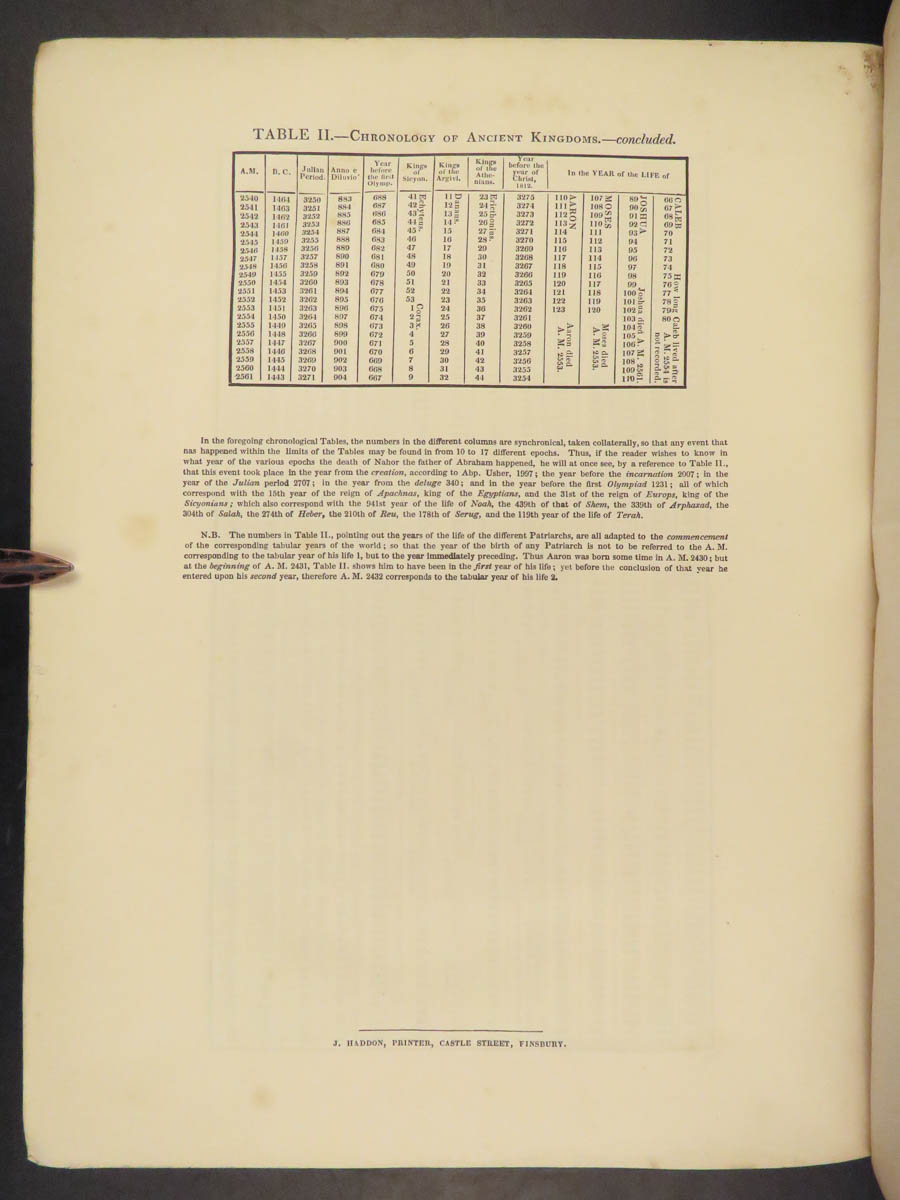 TABLE II.—Chronology of Ancient Kingdoms.—concluded.
A.M. B.C. Julian Period. Anno e Diluvio Year before the first Olymp. Kings of Sicyon. Kings of the Argivi. Kings of the Athenians. Year before the year of Christ, 1812. In the YEAR of the LIFE of
Echyreus. Danaus. Ericthonius. AARON MOSES JOSHUA CALEB
2540 1464 3250 883 688 41 11 23 3275 110 107 89 66
2541 1463 3251 884 687 42 12 24 3274 111 108 90 67
2542 1462 3252 885 686 43 13 25 3273 112 109 91 68
2543 1461 3253 886 685 44 14 26 3272 113 110 92 69
2544 1460 3254 887 684 45 15 27 3271 114 111 93 70
2545 1459 3255 888 683 46 16 28 3270 115 112 94 71
2546 1458 3256 889 682 47 17 29 3269 116 113 95 72
2547 1457 3257 890 681 48 18 30 3268 117 114 96 73
2548 1456 3258 891 680 49 19 31 3267 118 115 97 74
2549 1455 3259 892 679 50 20 32 3266 119 116 98 75
2550 1454 3260 893 678 51 21 33 3265 120 117 99 76
2551 1453 3261 894 677 52 22 34 3264 121 118 100 77
2552 1452 3262 895 676 53 23 35 3263 122 119 101 78
2553 1451 3263 896 675 1 24 36 3262 123 120 102 79
2554 1450 3264 897 674 2 25 37 3261 103 80
2555 1449 3265 898 673 3 26 38 3260 104
2556 1448 3266 899 672 4 27 39 3259 105
2557 1447 3267 900 671 5 28 40 3258 106
2558 1446 3268 901 670 6 29 41 3257 107
2559 1445 3269 902 669 7 30 42 3256 108
2560 1444 3270 903 668 8 31 43 3255 109
2561 1443 3271 904 667 9 32 44 3254 110
Corax.
Aaron died A. M. 2553.
Moses died A. M. 2553.
Joshua died A. M. 2561.
How long Caleb lived after A. M. 2554 is not recorded.
In the foregoing chronological Tables, the numbers in the different columns are synchronical, taken collaterally, so that any event that
has happened within the limits of the Tables may be found in from 10 to 17 different epochs. Thus, if the reader wishes to know in
what year of the various epochs the death of Nahor the father of Abraham happened, he will at once see, by a reference to Table II.,
that this event took place in the year from the creation, according to Abp. Usher, 1997; the year before the incarnation 2007; in the
year of the Julian period 2707; in the year from the deluge 340; and in the year before the first Olympiad 1231; all of which
correspond with the 15th year of the reign of Apachnas, king of the Egyptians, and the 31st of the reign of Europs, king of the
Sicyonians; which also correspond with the 941st year of the life of Noah, the 439th of that of Shem, the 339th of Arphaxad, the
304th of Salah, the 274th of Heber, the 210th of Reu, the 178th of Serug, and the 119th year of the life of Terah.
N.B. The numbers in Table II., pointing out the years of the life of the different Patriarchs, are all adapted to the commencement
of the corresponding tabular years of the world; so that the year of the birth of any Patriarch is not to be referred to the A. M.
corresponding to the tabular year of his life 1, but to the year immediately preceding. Thus Aaron was born some time in A. M. 2430; but
at the beginning of A. M. 2431, Table II. shows him to have been in the first year of his life; yet before the conclusion of that year he
entered upon his second year, therefore A. M. 2432 corresponds to the tabular year of his life 2.
J. HADDON, PRINTER, CASTLE STREET, FINSBURY.